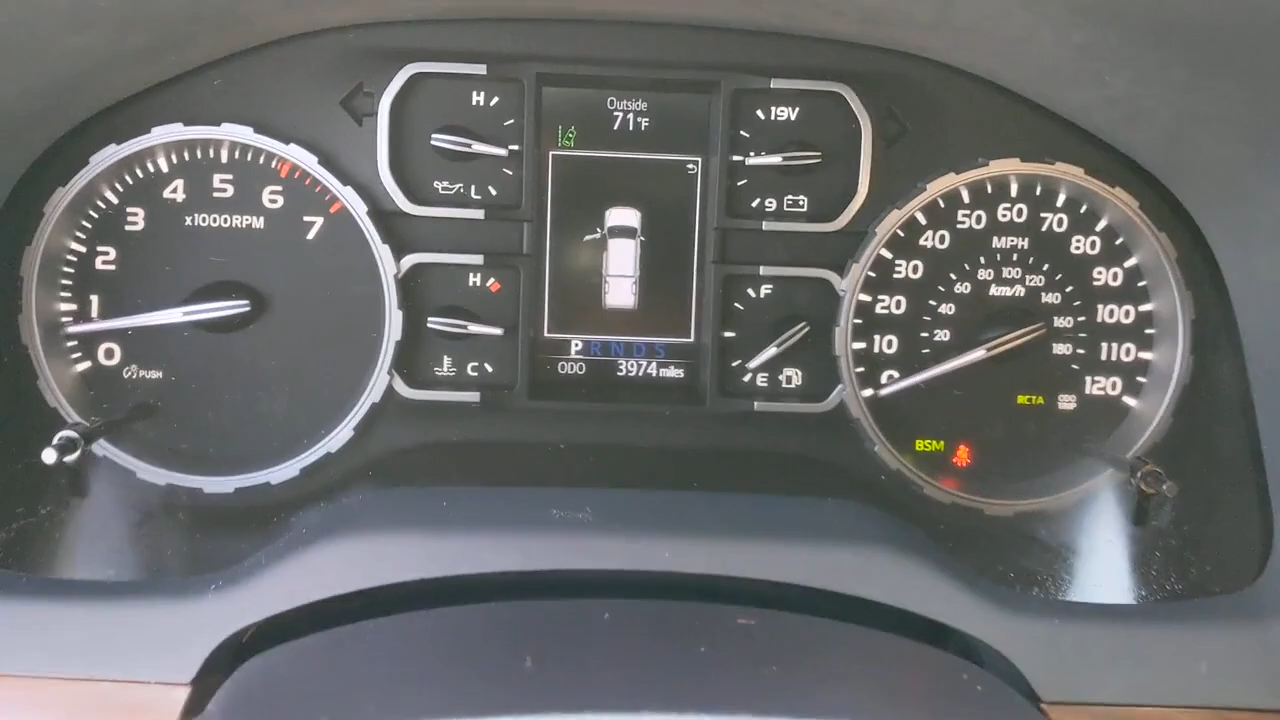 4 5 6
3 7
x1000RPM
2
1
0
PUSH
H
L
H
C
Outside
71°F
P R N D S
ODO 3974 miles
19V
9
F
E
50 60 70
40 80
MPH
30 90
80 100 120
60 km/h 140
20 100
40 160
20 180
10 110
0 120
RCTA ODO
TRIP
BSM